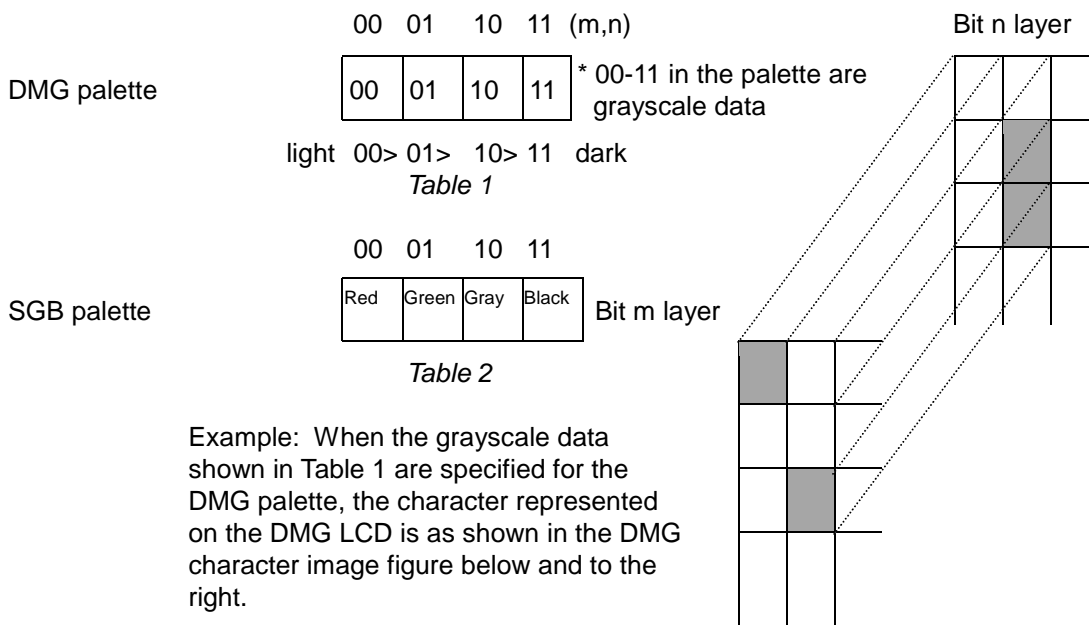 00 01 10 11 (m,n)
Bit n layer
DMG palette
00 01 10 11
* 00-11 in the palette are
grayscale data
light 00> 01> 10> 11 dark
Table 1
00 01 10 11
SGB palette
Red Green Gray Black
Bit m layer
Table 2
Example: When the grayscale data
shown in Table 1 are specified for the
DMG palette, the character represented
on the DMG LCD is as shown in the DMG
character image figure below and to the
right.